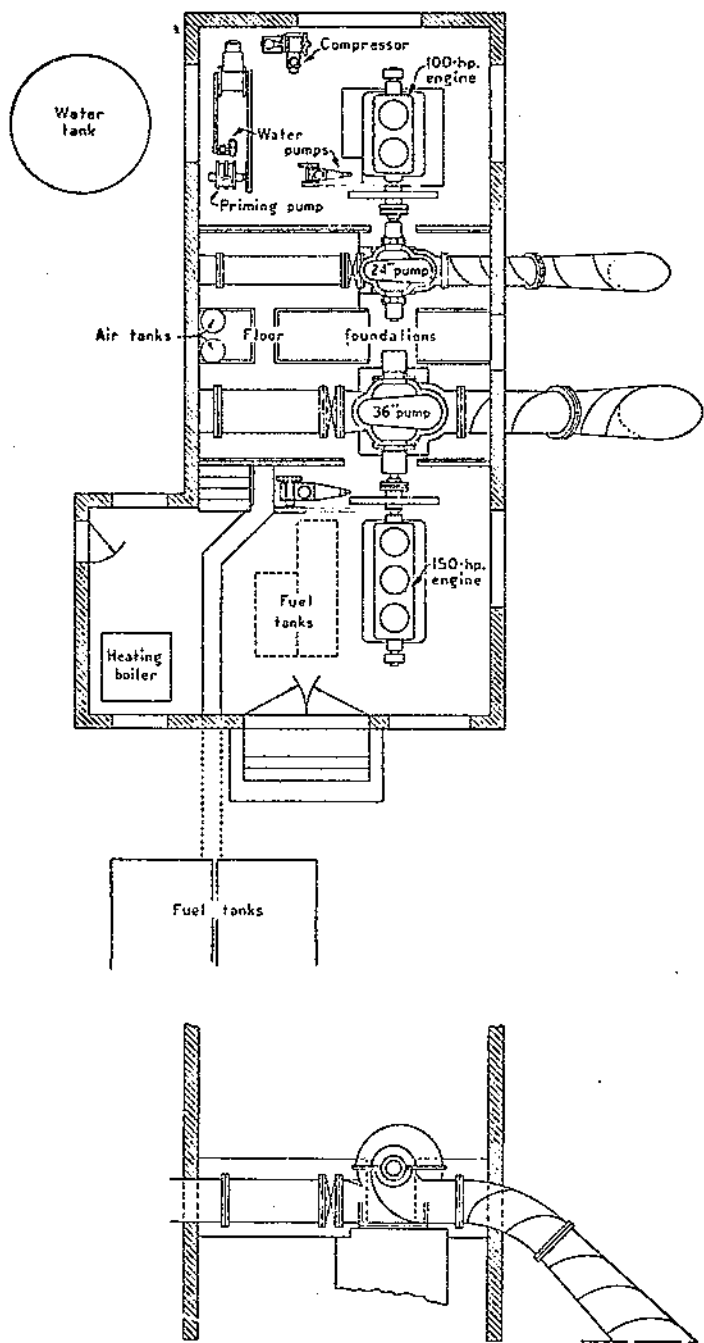 Compressor
100-hp.
engine
Water
tank
Water
pumps
Priming pump
24" pump
Air tanks
Floor foundations
36" pump
150-hp.
engine
Fuel
tanks
Heating
boiler
Fuel tanks